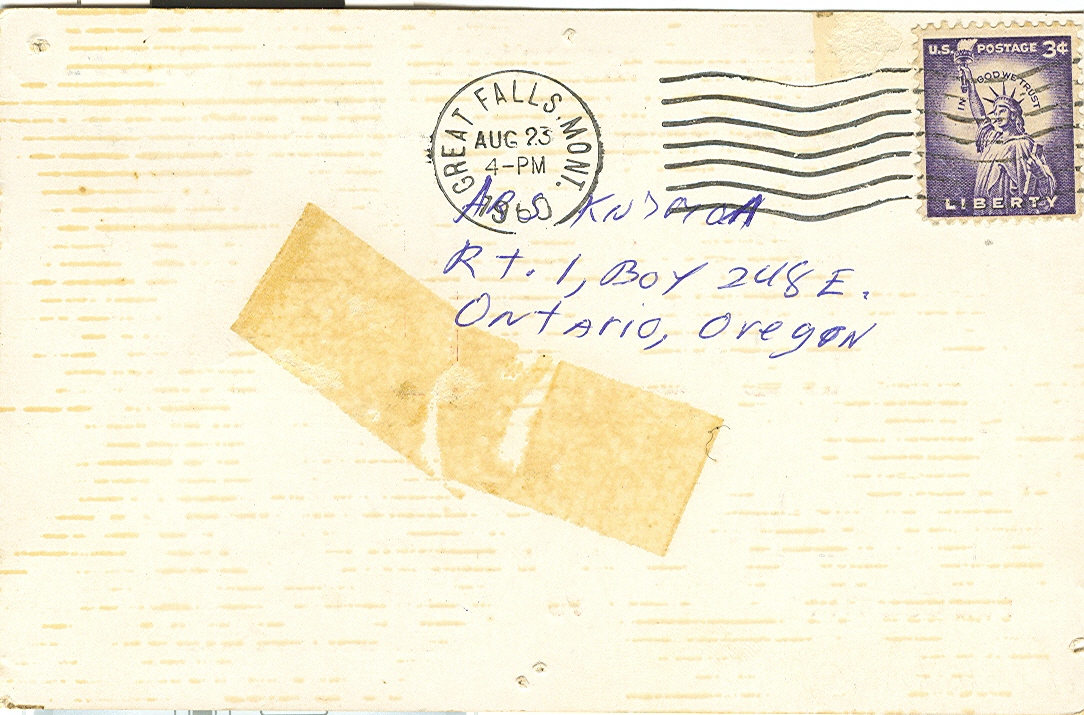 U.S. POSTAGE 3¢
IN GOD WE TRUST
LIBERTY
GREAT FALLS, MONT.
AUG 23
4-PM
1960
Rt. 1, Box 248 E.
Ontario, Oregon